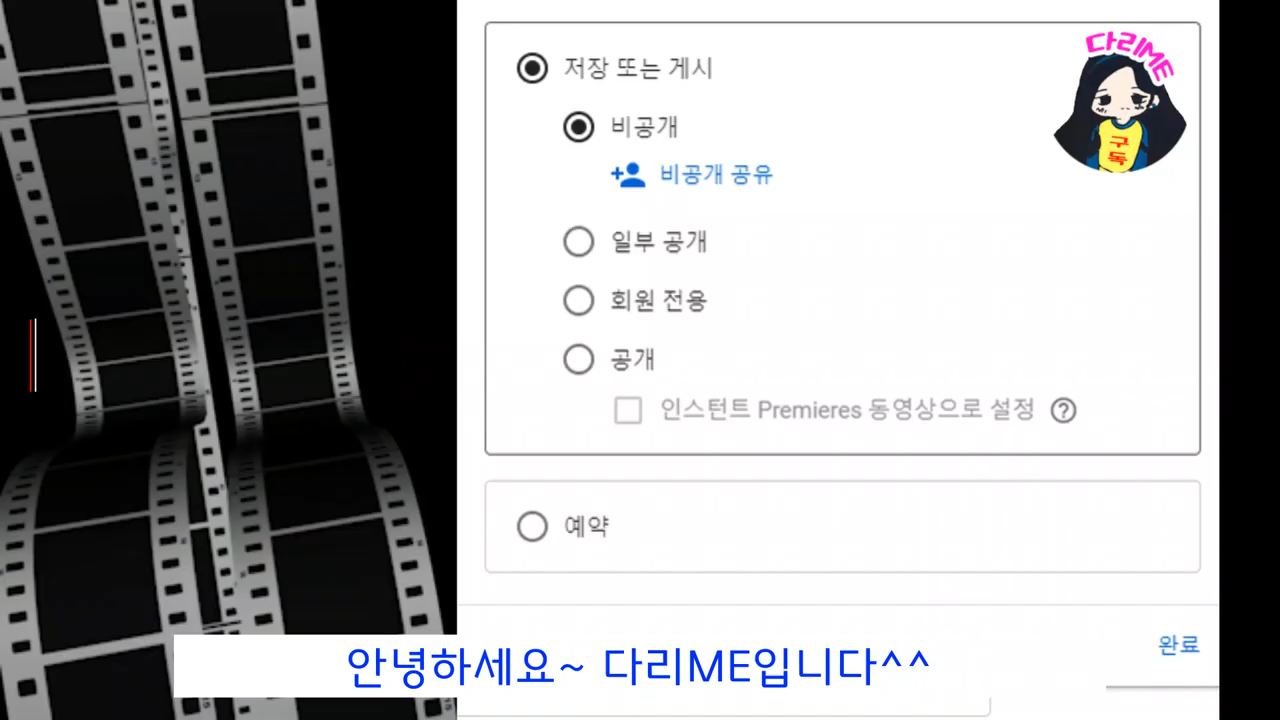 저장 또는 게시
다리ME
비공개
구독
비공개 공유
일부 공개
회원 전용
공개
인스턴트 Premieres 동영상으로 설정 ?
예약
완료
안녕하세요~ 다리ME입니다^^